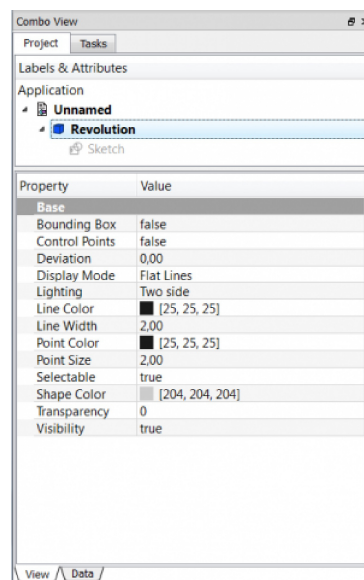 Combo View
Project Tasks
Labels & Attributes
Application
Unnamed
Revolution
Sketch
Property Value
Base
Bounding Box false
Control Points false
Deviation 0,00
Display Mode Flat Lines
Lighting Two side
Line Color [25, 25, 25]
Line Width 2,00
Point Color [25, 25, 25]
Point Size 2,00
Selectable true
Shape Color [204, 204, 204]
Transparency 0
Visibility true
View Data